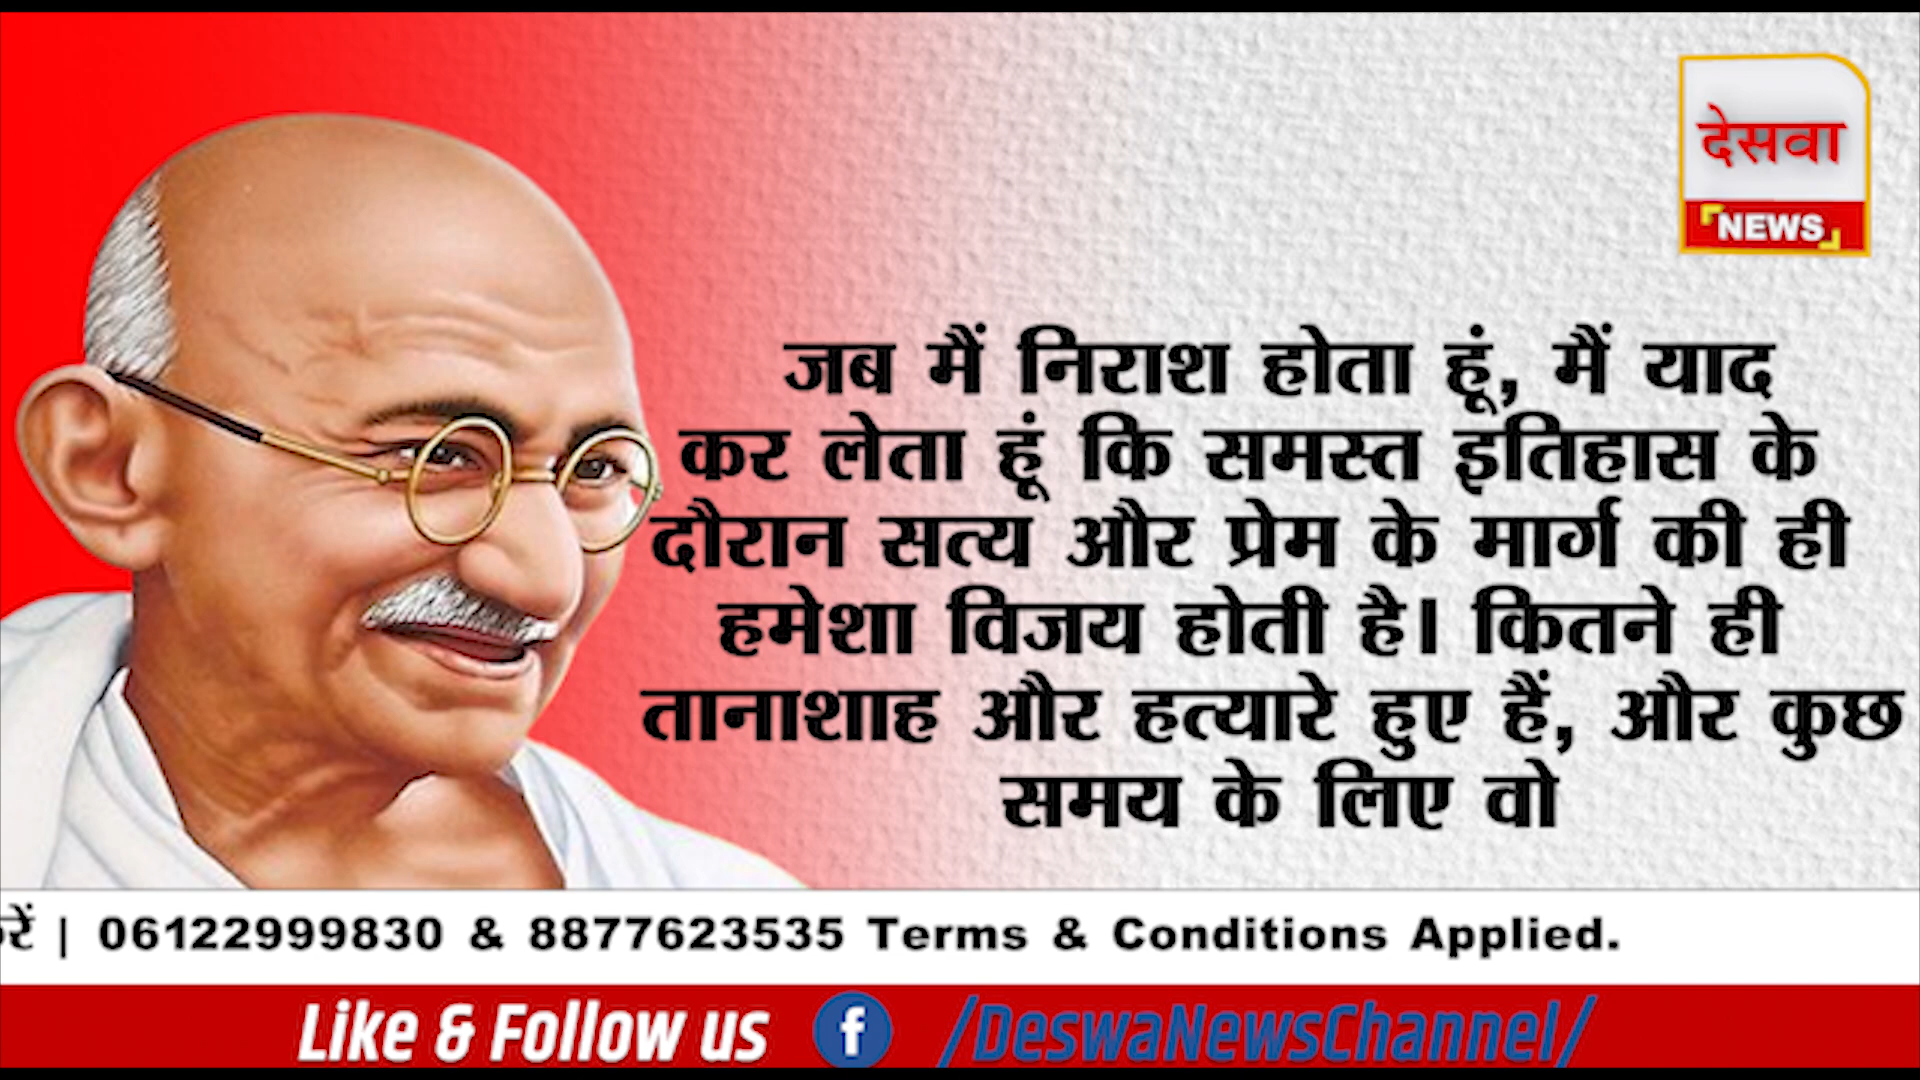 देसवा
NEWS
जब मैं निराश होता हूं, मैं याद
कर लेता हूं कि समस्त इतिहास के
दौरान सत्य और प्रेम के मार्ग की ही
हमेशा विजय होती है। कितने ही
तानाशाह और हत्यारे हुए हैं, और कुछ
समय के लिए वो
| 06122999830 & 8877623535 Terms & Conditions Applied.
Like & Follow us f /DeswaNewsChannel/